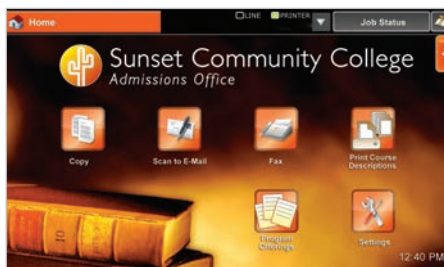 Home LINE PRINTER Job Status
Sunset Community College
Admissions Office
Copy Scan to E-Mail Fax Print Course
Descriptions
Program
Offerings Settings
12:40 PM